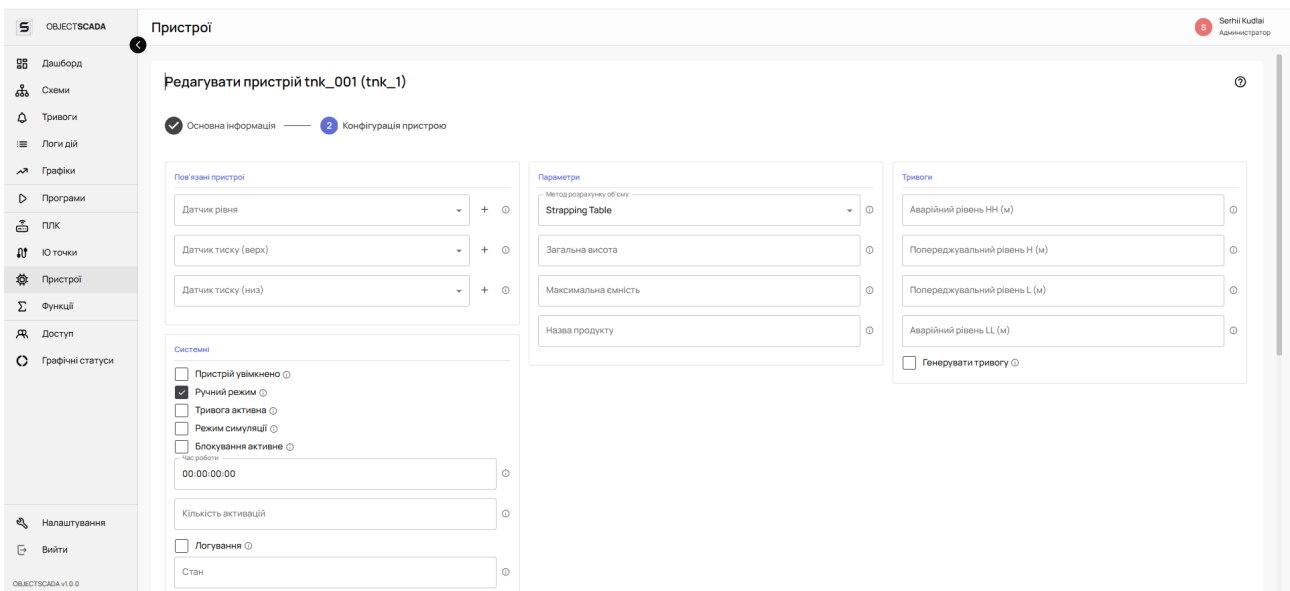 OBJECTSCADA
Пристрої
S
Serhii Kudlai
Администратор
Дашборд
Схеми
Тривоги
Логи дій
Графіки
Програми
ПЛК
IO точки
Пристрої
Функції
Доступ
Графічні статуси
Налаштування
Вийти
OBJECTSCADA v1.0.0
Редагувати пристрій tnk_001 (tnk_1)
Основна інформація
2 Конфігурація пристрою
Пов'язані пристрої
Датчик рівня
Датчик тиску (верх)
Датчик тиску (низ)
Системні
Пристрій увімкнено
Ручний режим
Тривога активна
Режим симуляції
Блокування активне
Час роботи
00:00:00:00
Кількість активацій
Логування
Стан
Параметри
Метод розрахунку об'єму
Strapping Table
Загальна висота
Максимальна ємність
Назва продукту
Тривоги
Аварійний рівень HH (м)
Попереджувальний рівень H (м)
Попереджувальний рівень L (м)
Аварійний рівень LL (м)
Генерувати тривогу